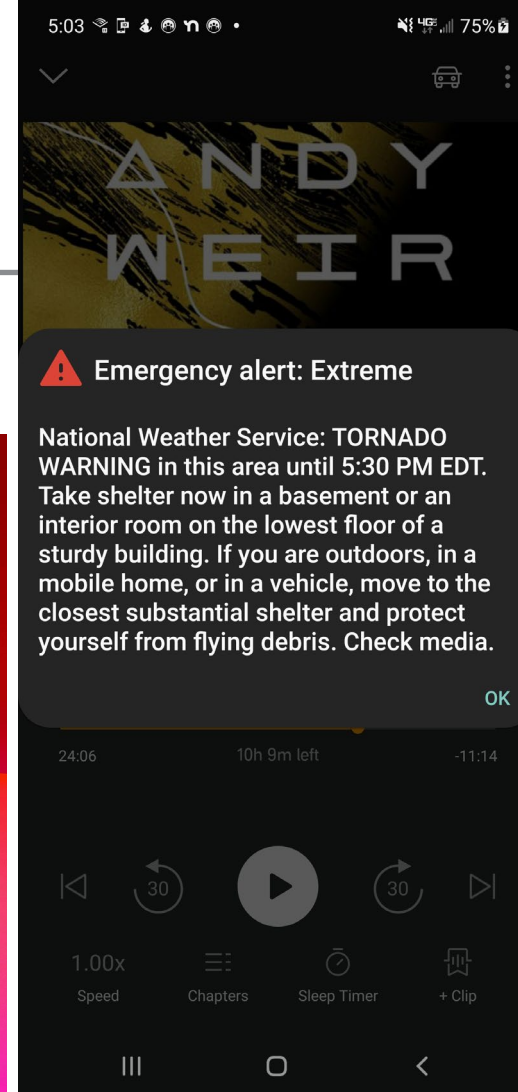 5:03
4G 75%
ANDY
WEIR
Emergency alert: Extreme
National Weather Service: TORNADO
WARNING in this area until 5:30 PM EDT.
Take shelter now in a basement or an
interior room on the lowest floor of a
sturdy building. If you are outdoors, in a
mobile home, or in a vehicle, move to the
closest substantial shelter and protect
yourself from flying debris. Check media.
OK
24:06 10h 9m left -11:14
30 30
1.00x
Speed Chapters Sleep Timer + Clip